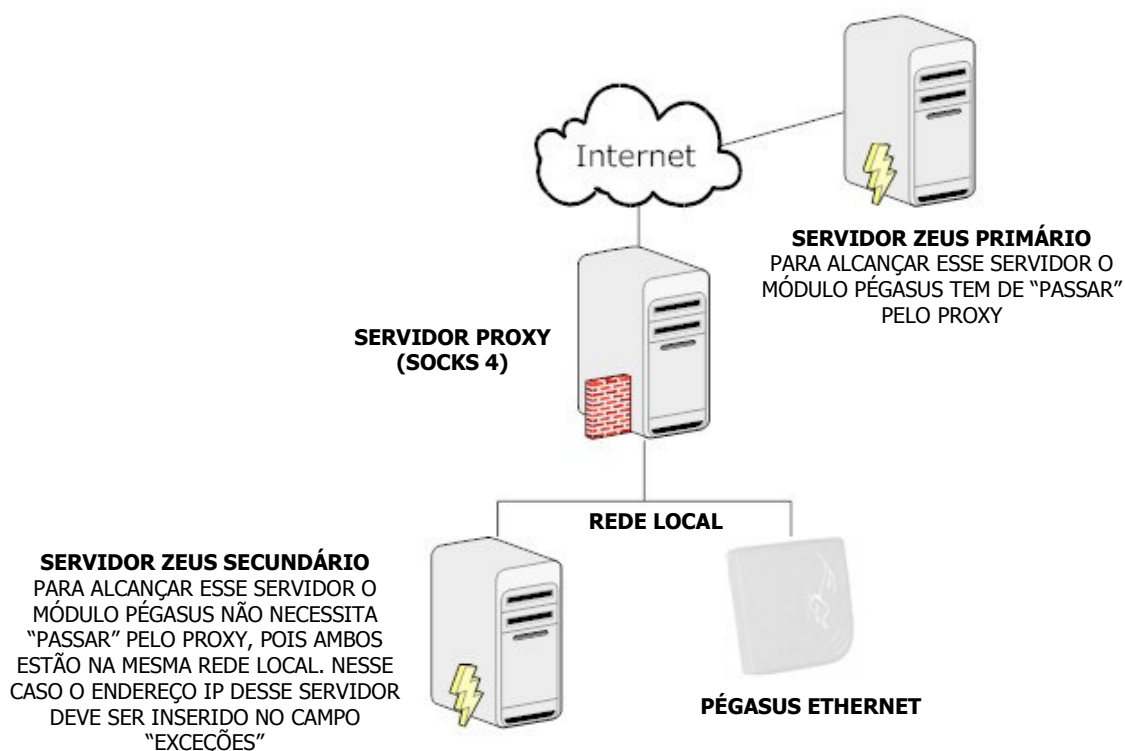 Internet
SERVIDOR ZEUS PRIMÁRIO
PARA ALCANÇAR ESSE SERVIDOR O
MÓDULO PÉGASUS TEM DE “PASSAR”
PELO PROXY
SERVIDOR PROXY
(SOCKS 4)
REDE LOCAL
SERVIDOR ZEUS SECUNDÁRIO
PARA ALCANÇAR ESSE SERVIDOR O
MÓDULO PÉGASUS NÃO NECESSITA
“PASSAR” PELO PROXY, POIS AMBOS
ESTÃO NA MESMA REDE LOCAL. NESSE
CASO O ENDEREÇO IP DESSE SERVIDOR
DEVE SER INSERIDO NO CAMPO
“EXCEÇÕES”
PÉGASUS ETHERNET